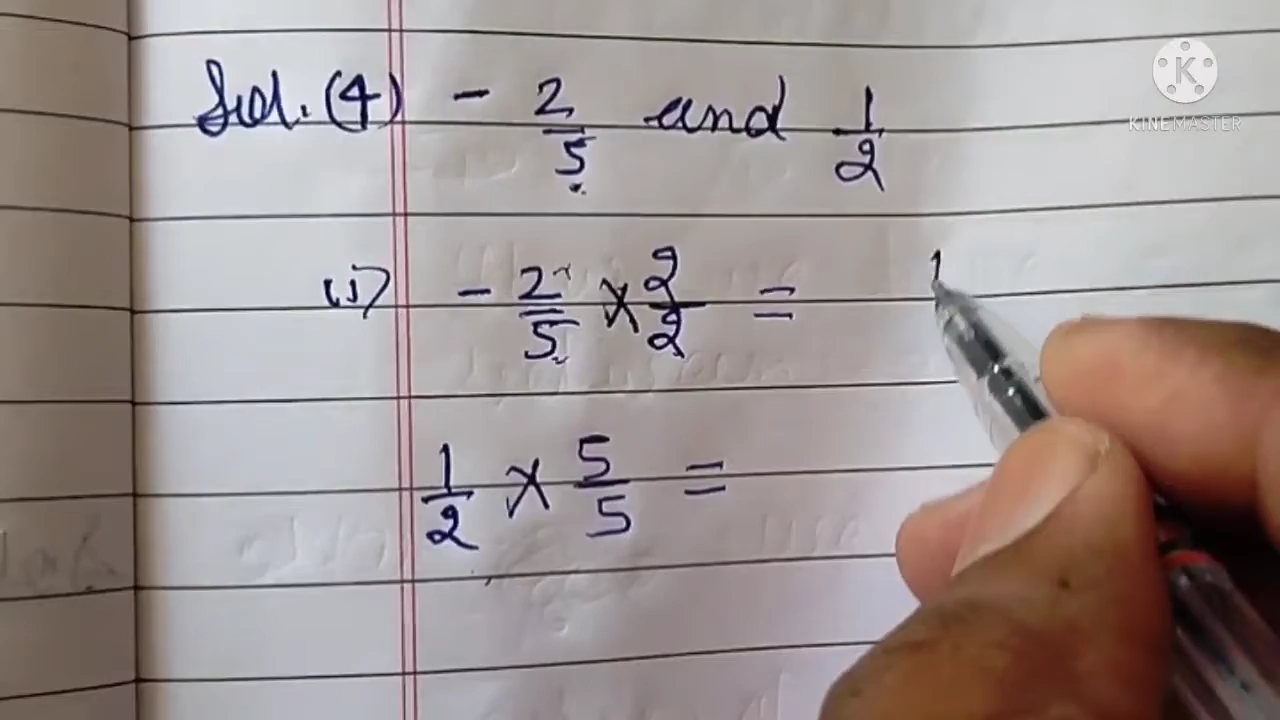 Sol. (4) - 2/5 and 1/2
KINEMASTER
(i) - 2/5 × 2/2 =
1/2 × 5/5 =